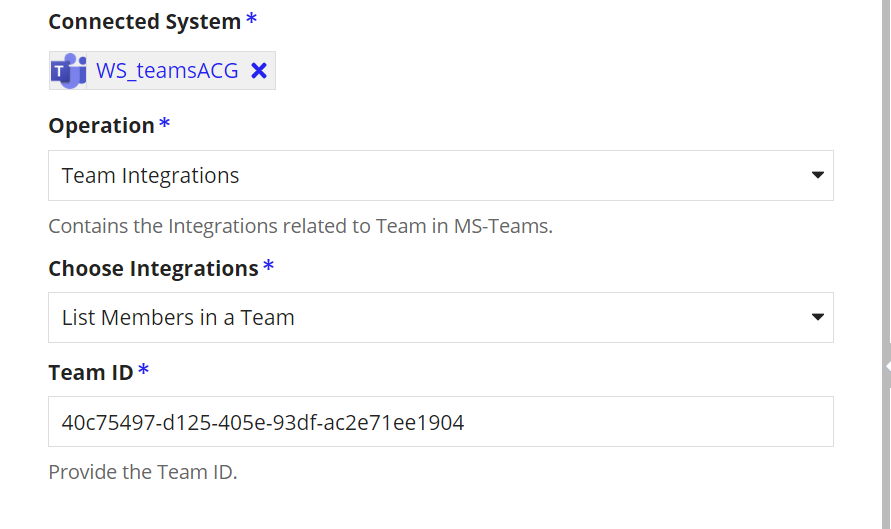 Connected System *
T WS_teamsACG ✖
Operation *
Team Integrations
Contains the Integrations related to Team in MS-Teams.
Choose Integrations *
List Members in a Team
Team ID *
40c75497-d125-405e-93df-ac2e71ee1904
Provide the Team ID.